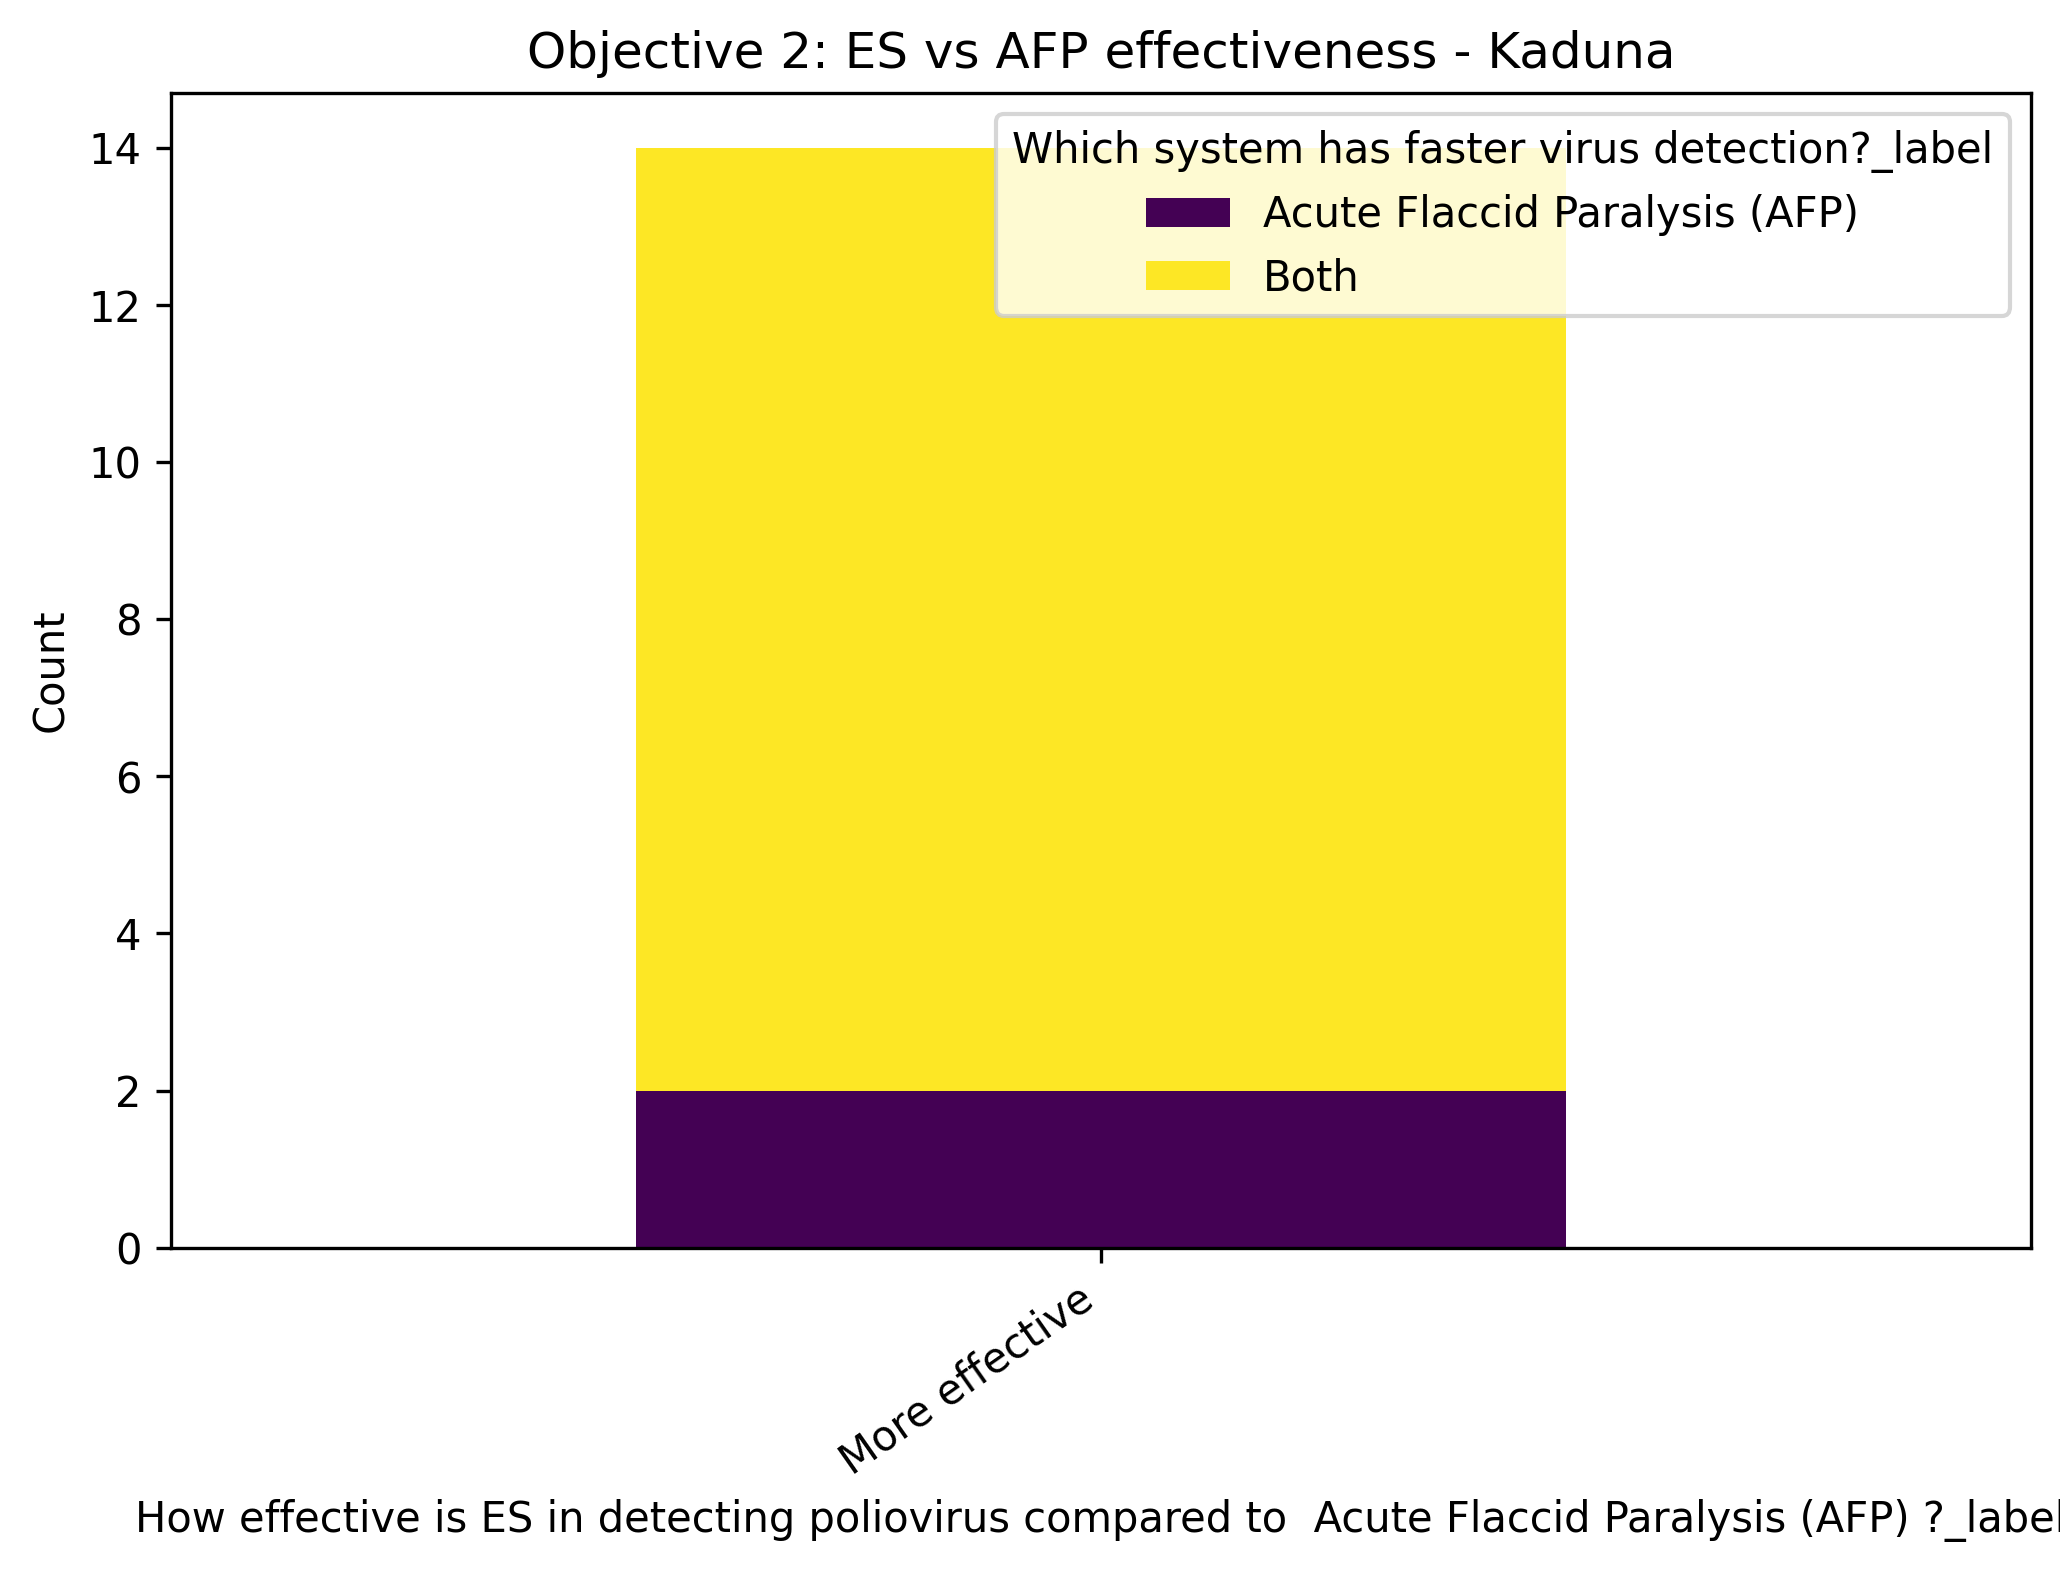 Objective 2: ES vs AFP effectiveness - Kaduna
Which system has faster virus detection?_label
Acute Flaccid Paralysis (AFP)
Both
14
12
10
8
6
4
2
0
Count
More effective
How effective is ES in detecting poliovirus compared to  Acute Flaccid Paralysis (AFP) ?_label